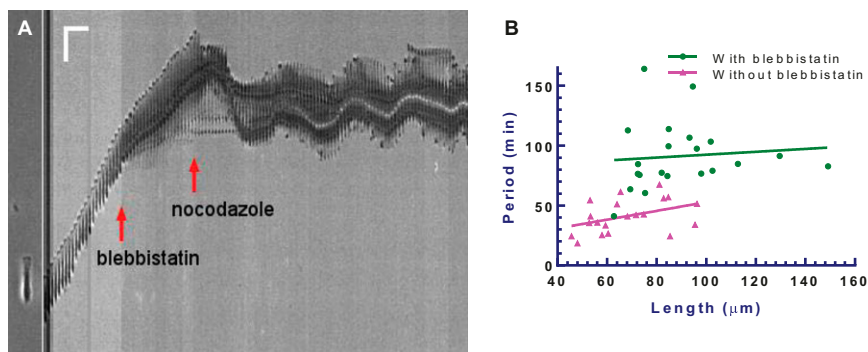 A
blebbistatin
nocodazole
B
With blebbistatin
Without blebbistatin
Period (min)
150
100
50
0
40 60 80 100 120 140 160
Length (μm)